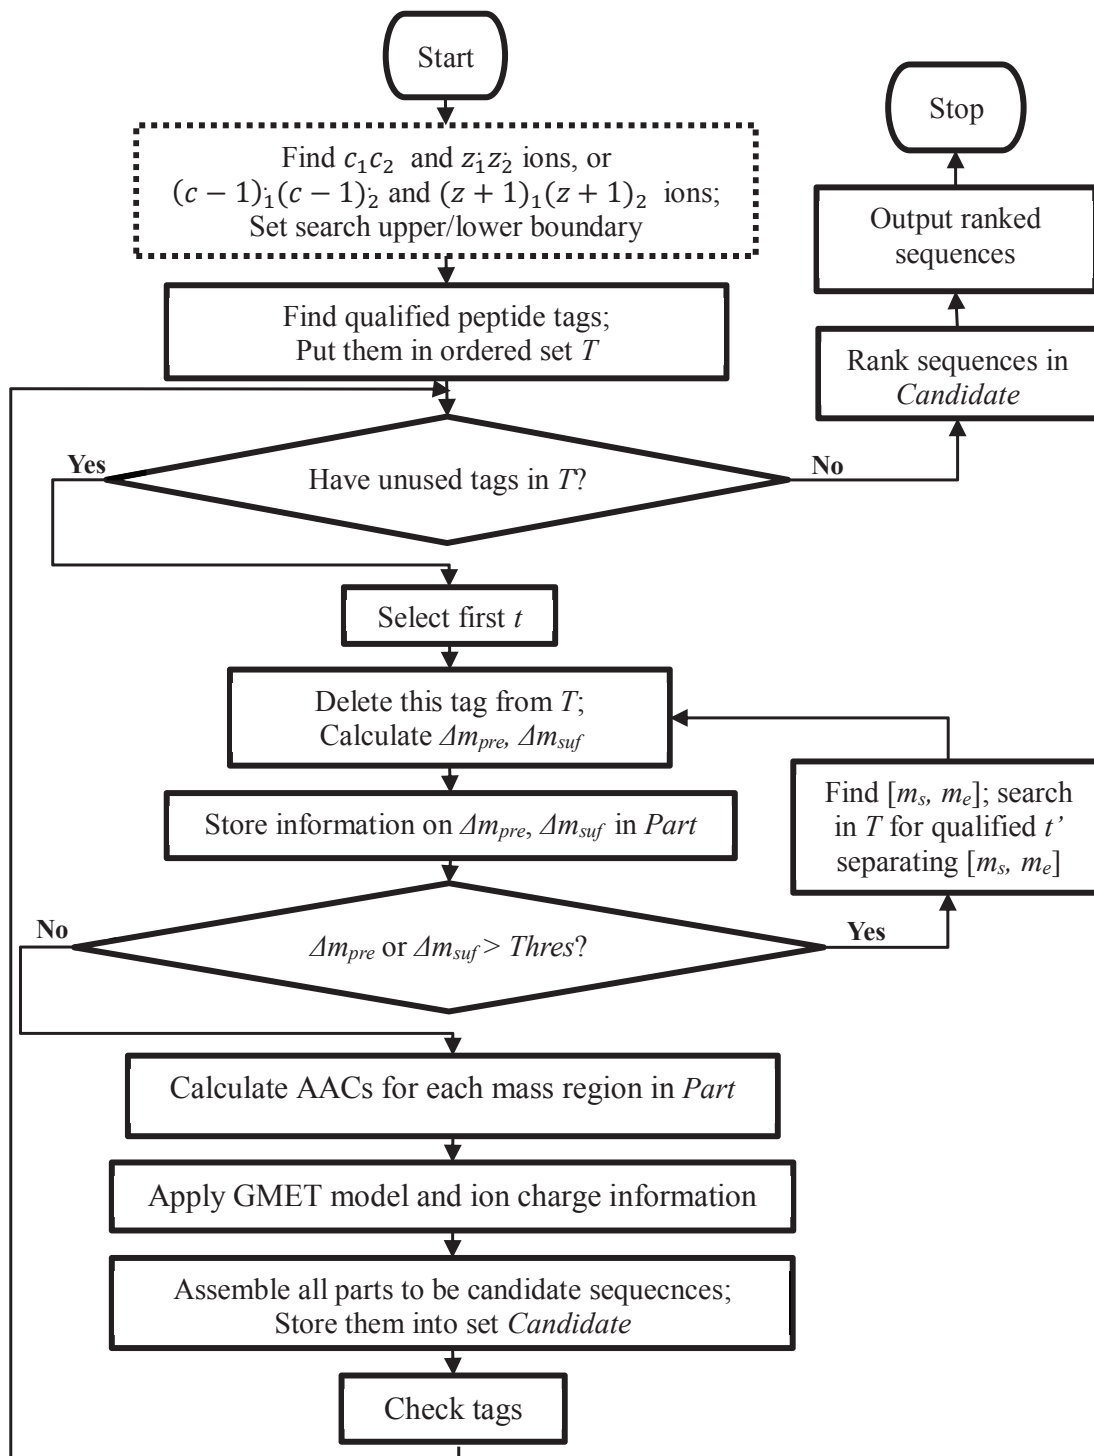 Start
Find c₁c₂ and z₁˙z₂˙ ions, or
(c − 1)₁˙(c − 1)₂˙ and (z + 1)₁(z + 1)₂ ions;
Set search upper/lower boundary
Find qualified peptide tags;
Put them in ordered set T
Have unused tags in T?
Yes
No
Rank sequences in
Candidate
Output ranked
sequences
Stop
Select first t
Delete this tag from T;
Calculate Δm_pre, Δm_suf
Store information on Δm_pre, Δm_suf in Part
Δm_pre or Δm_suf > Thres?
No
Yes
Find [m_s, m_e]; search
in T for qualified t’
separating [m_s, m_e]
Calculate AACs for each mass region in Part
Apply GMET model and ion charge information
Assemble all parts to be candidate sequecnces;
Store them into set Candidate
Check tags